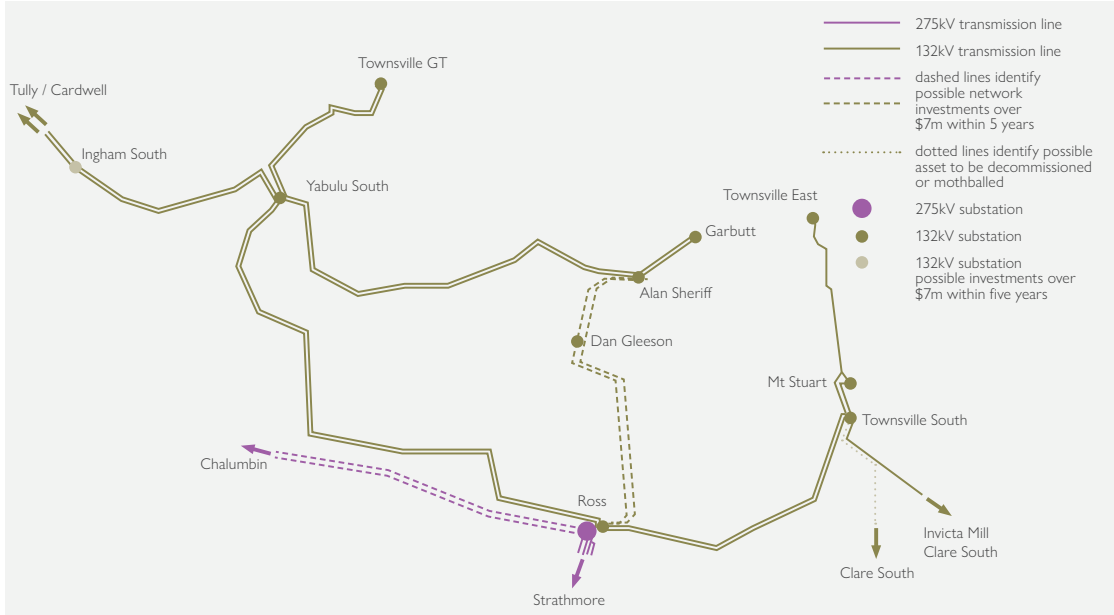 275kV transmission line
132kV transmission line
dashed lines identify
possible network
investments over
$7m within 5 years
dotted lines identify possible
asset to be decommissioned
or mothballed
275kV substation
132kV substation
132kV substation
possible investments over
$7m within five years
Townsville GT
Tully / Cardwell
Ingham South
Yabulu South
Townsville East
Garbutt
Alan Sheriff
Dan Gleeson
Mt Stuart
Townsville South
Chalumbin
Ross
Invicta Mill
Clare South
Clare South
Strathmore